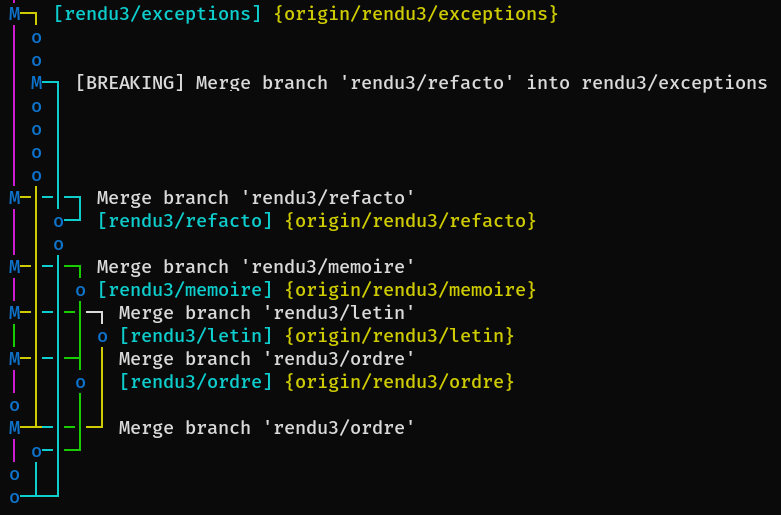 M [rendu3/exceptions] {origin/rendu3/exceptions}
o
o
M [BREAKING] Merge branch 'rendu3/refacto' into rendu3/exceptions
o
o
o
o
M Merge branch 'rendu3/refacto'
o [rendu3/refacto] {origin/rendu3/refacto}
o
M Merge branch 'rendu3/memoire'
o [rendu3/memoire] {origin/rendu3/memoire}
M Merge branch 'rendu3/letin'
o [rendu3/letin] {origin/rendu3/letin}
M Merge branch 'rendu3/ordre'
o [rendu3/ordre] {origin/rendu3/ordre}
o
M Merge branch 'rendu3/ordre'
o
o
o